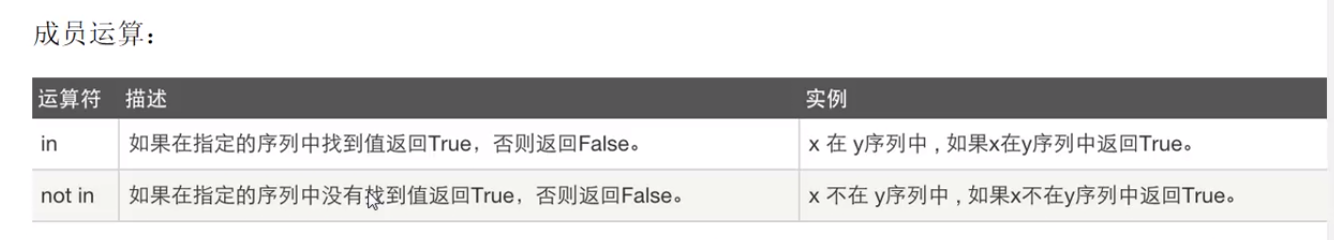 成员运算：
运算符 描述 实例
in 如果在指定的序列中找到值返回True，否则返回False。 x 在 y序列中 , 如果x在y序列中返回True。
not in 如果在指定的序列中没有找到值返回True，否则返回False。 x 不在 y序列中 , 如果x不在y序列中返回True。